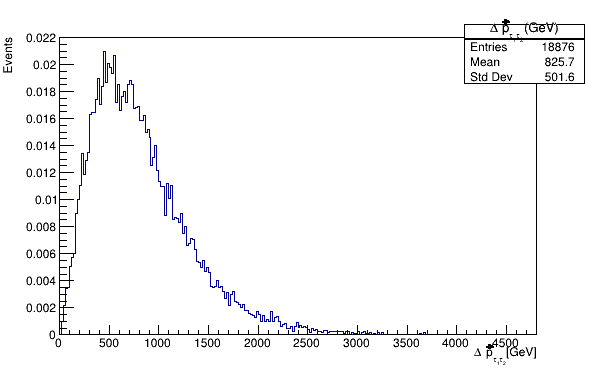 Δ p⃗τ₁τ₂(GeV)
Entries 18876
Mean 825.7
Std Dev 501.6
Events
0.022
0.02
0.018
0.016
0.014
0.012
0.01
0.008
0.006
0.004
0.002
0
0 500 1000 1500 2000 2500 3000 3500 4000 4500
Δ p⃗τ₁τ₂[GeV]